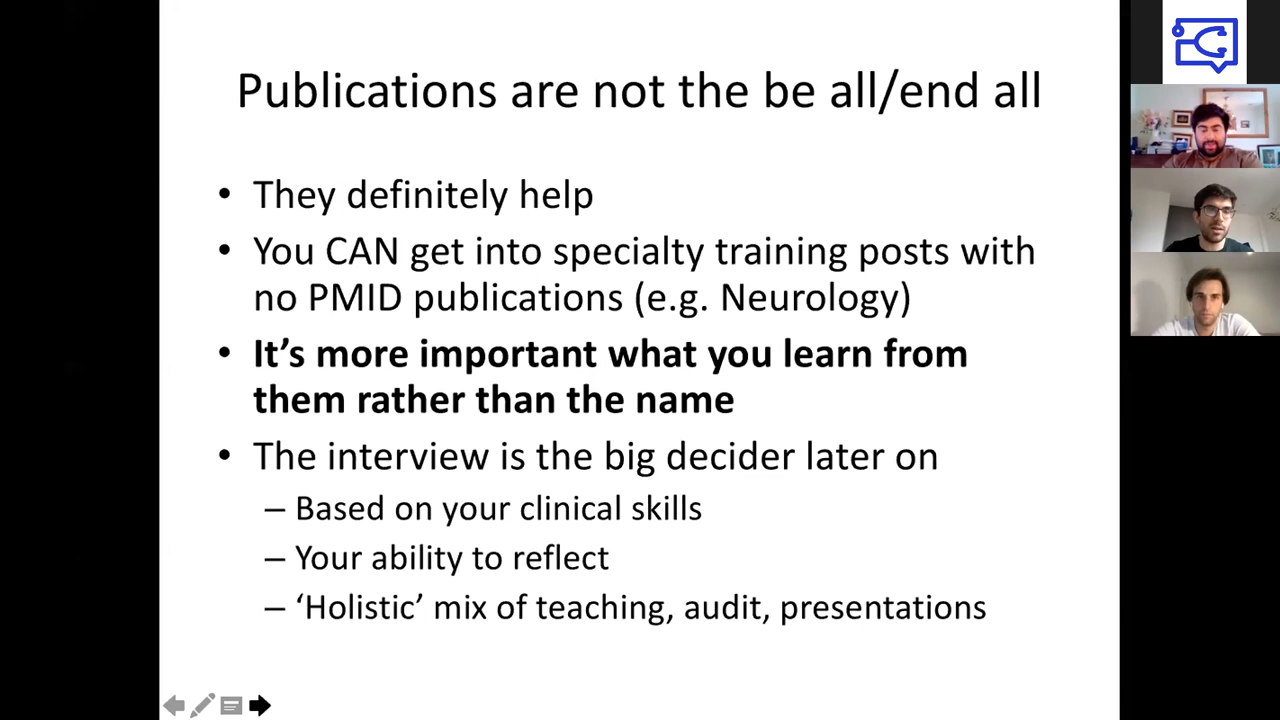 Publications are not the be all/end all
• They definitely help
• You CAN get into specialty training posts with
no PMID publications (e.g. Neurology)
• It’s more important what you learn from
them rather than the name
• The interview is the big decider later on
– Based on your clinical skills
– Your ability to reflect
– ‘Holistic’ mix of teaching, audit, presentations